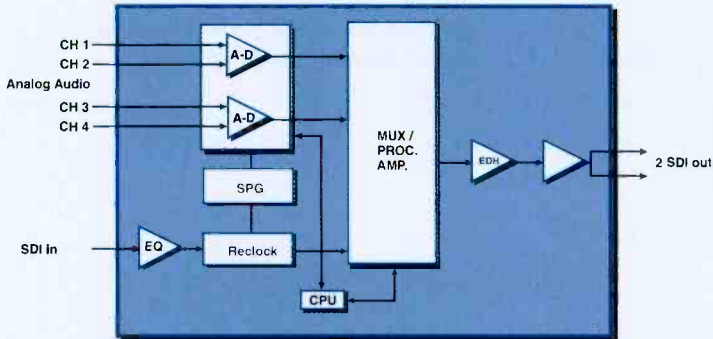 CH 1
CH 2
Analog Audio
CH 3
CH 4
A-D
A-D
SPG
SDI in
EQ
Reclock
CPU
MUX /
PROC.
AMP.
EDH
2 SDI out